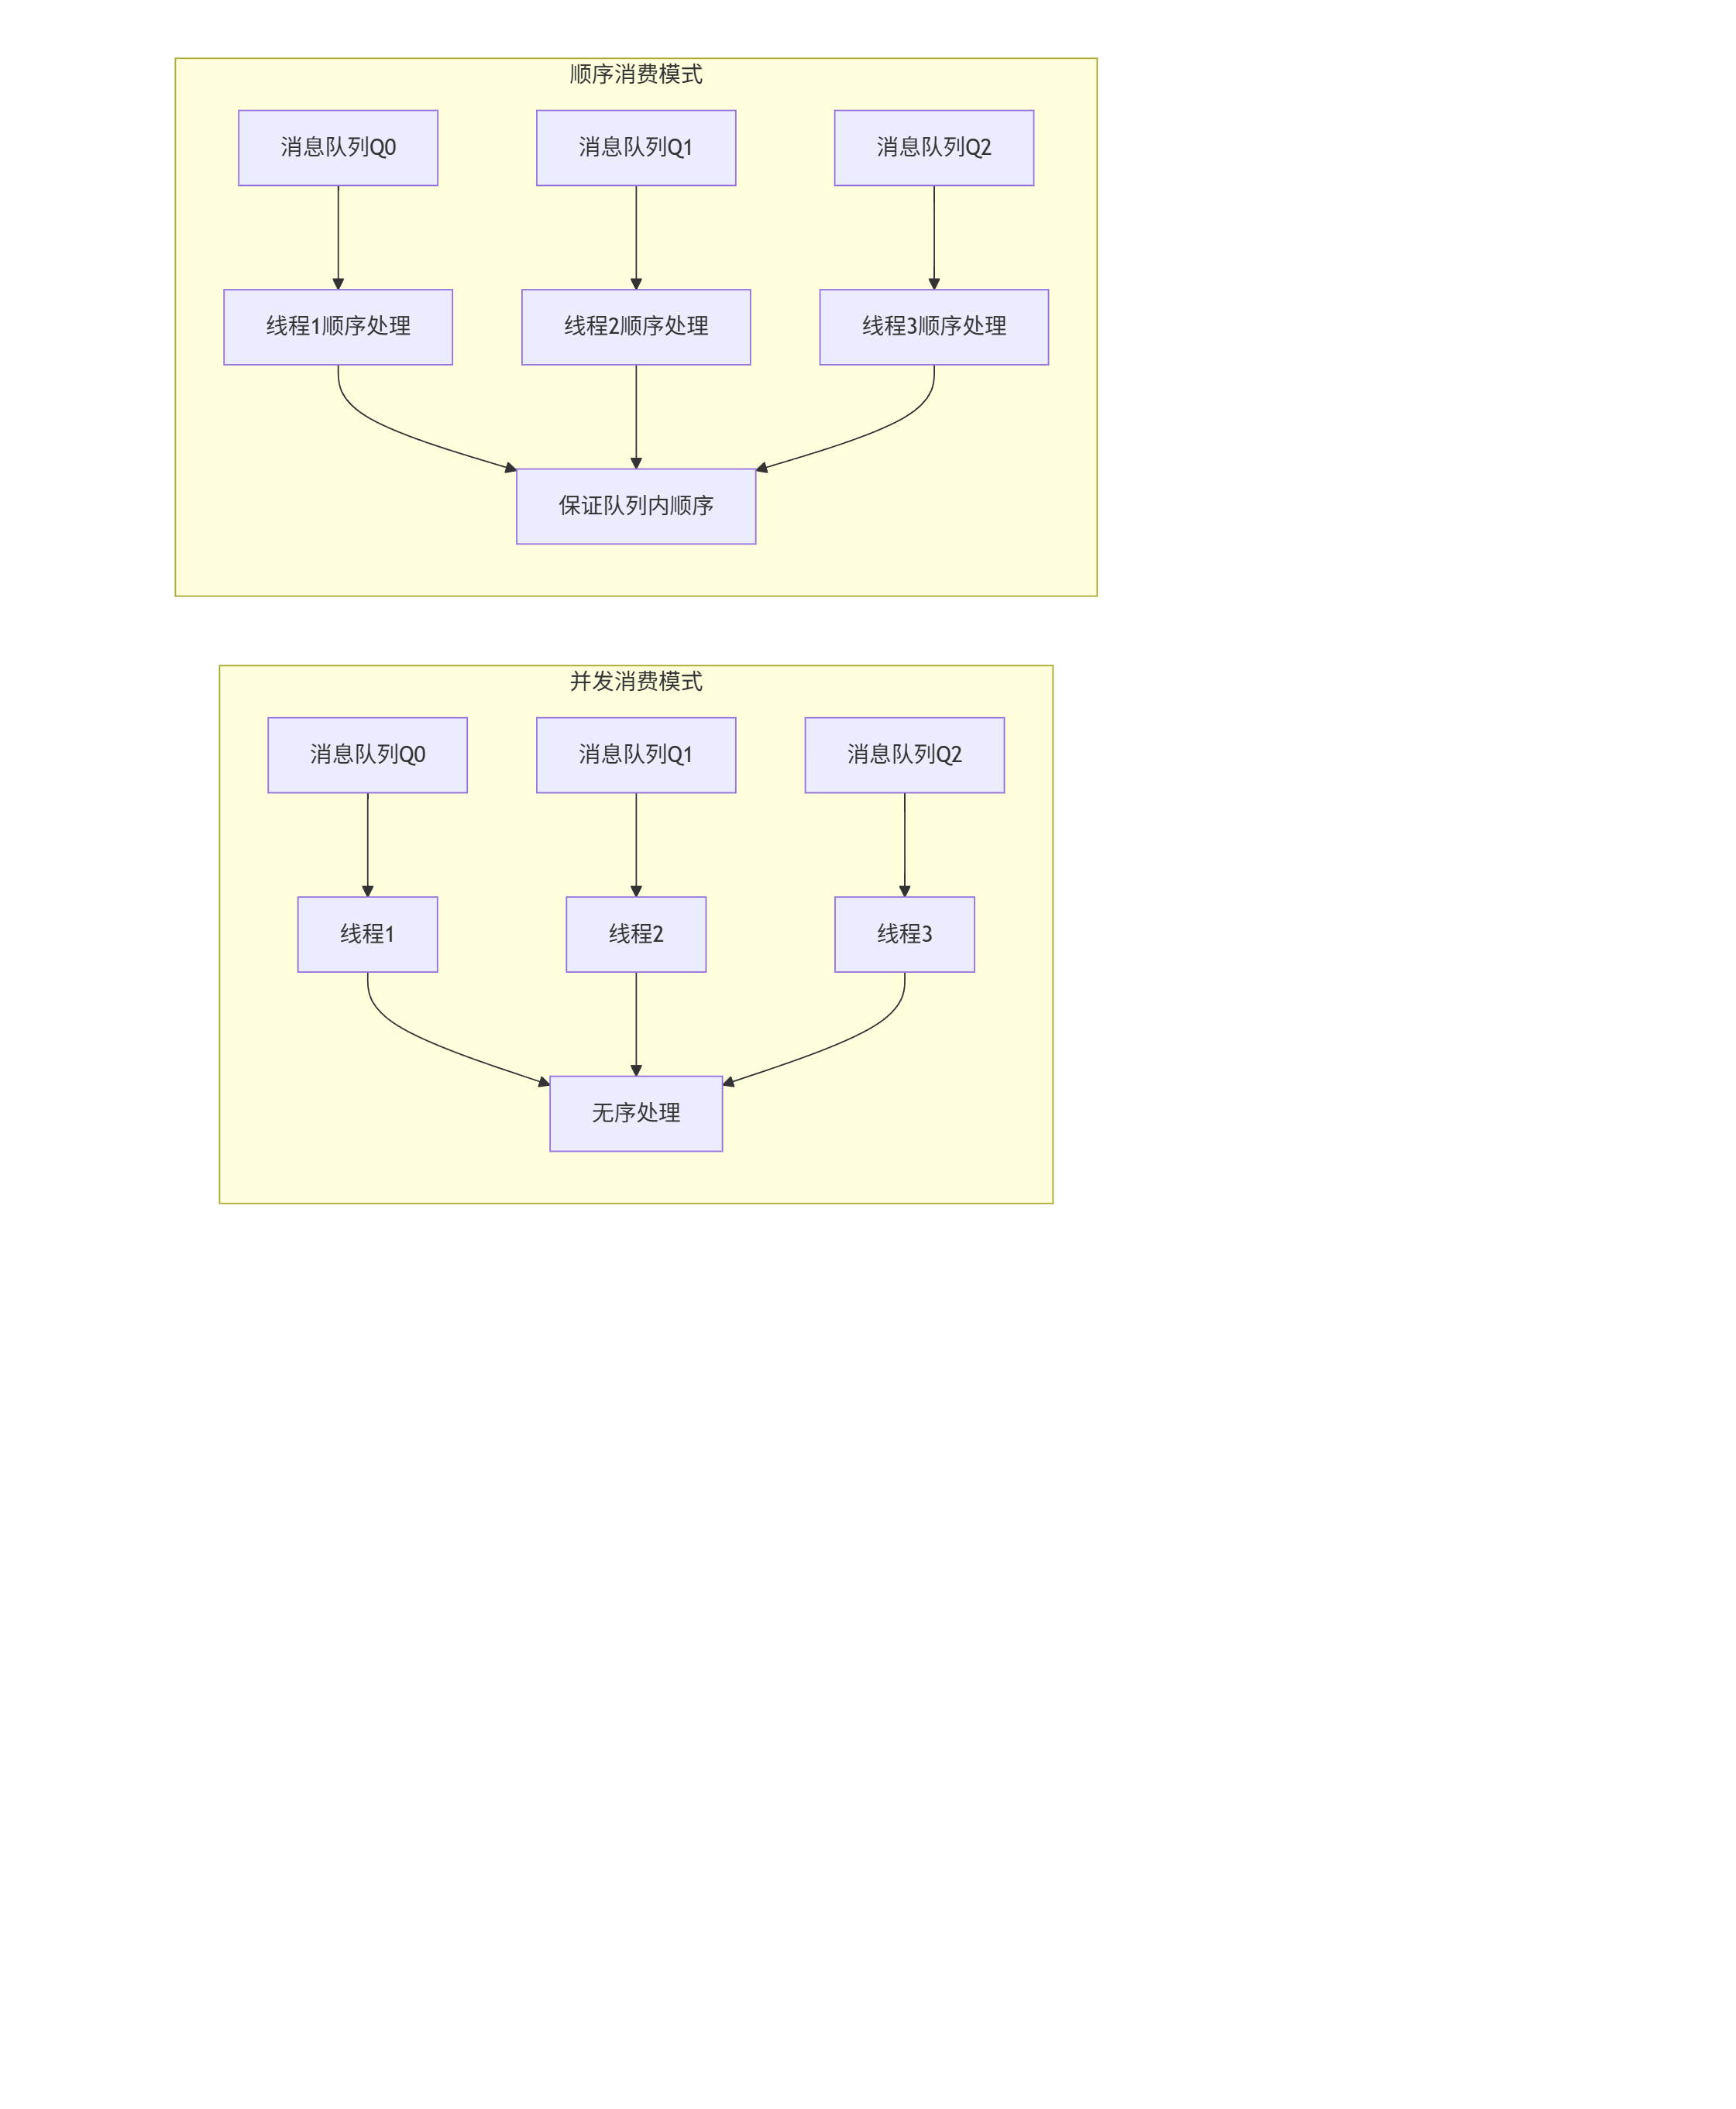 顺序消费模式
消息队列Q0
消息队列Q1
消息队列Q2
线程1顺序处理
线程2顺序处理
线程3顺序处理
保证队列内顺序
并发消费模式
消息队列Q0
消息队列Q1
消息队列Q2
线程1
线程2
线程3
无序处理